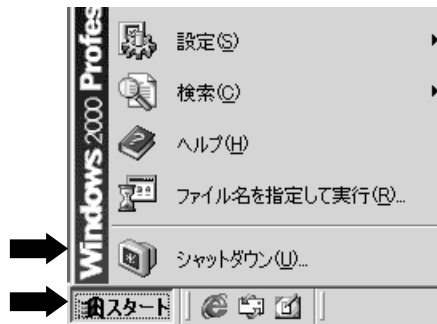 Windows 2000 Profes
設定(S)
検索(C)
ヘルプ(H)
ファイル名を指定して実行(R)...
シャットダウン(U)...
スタート